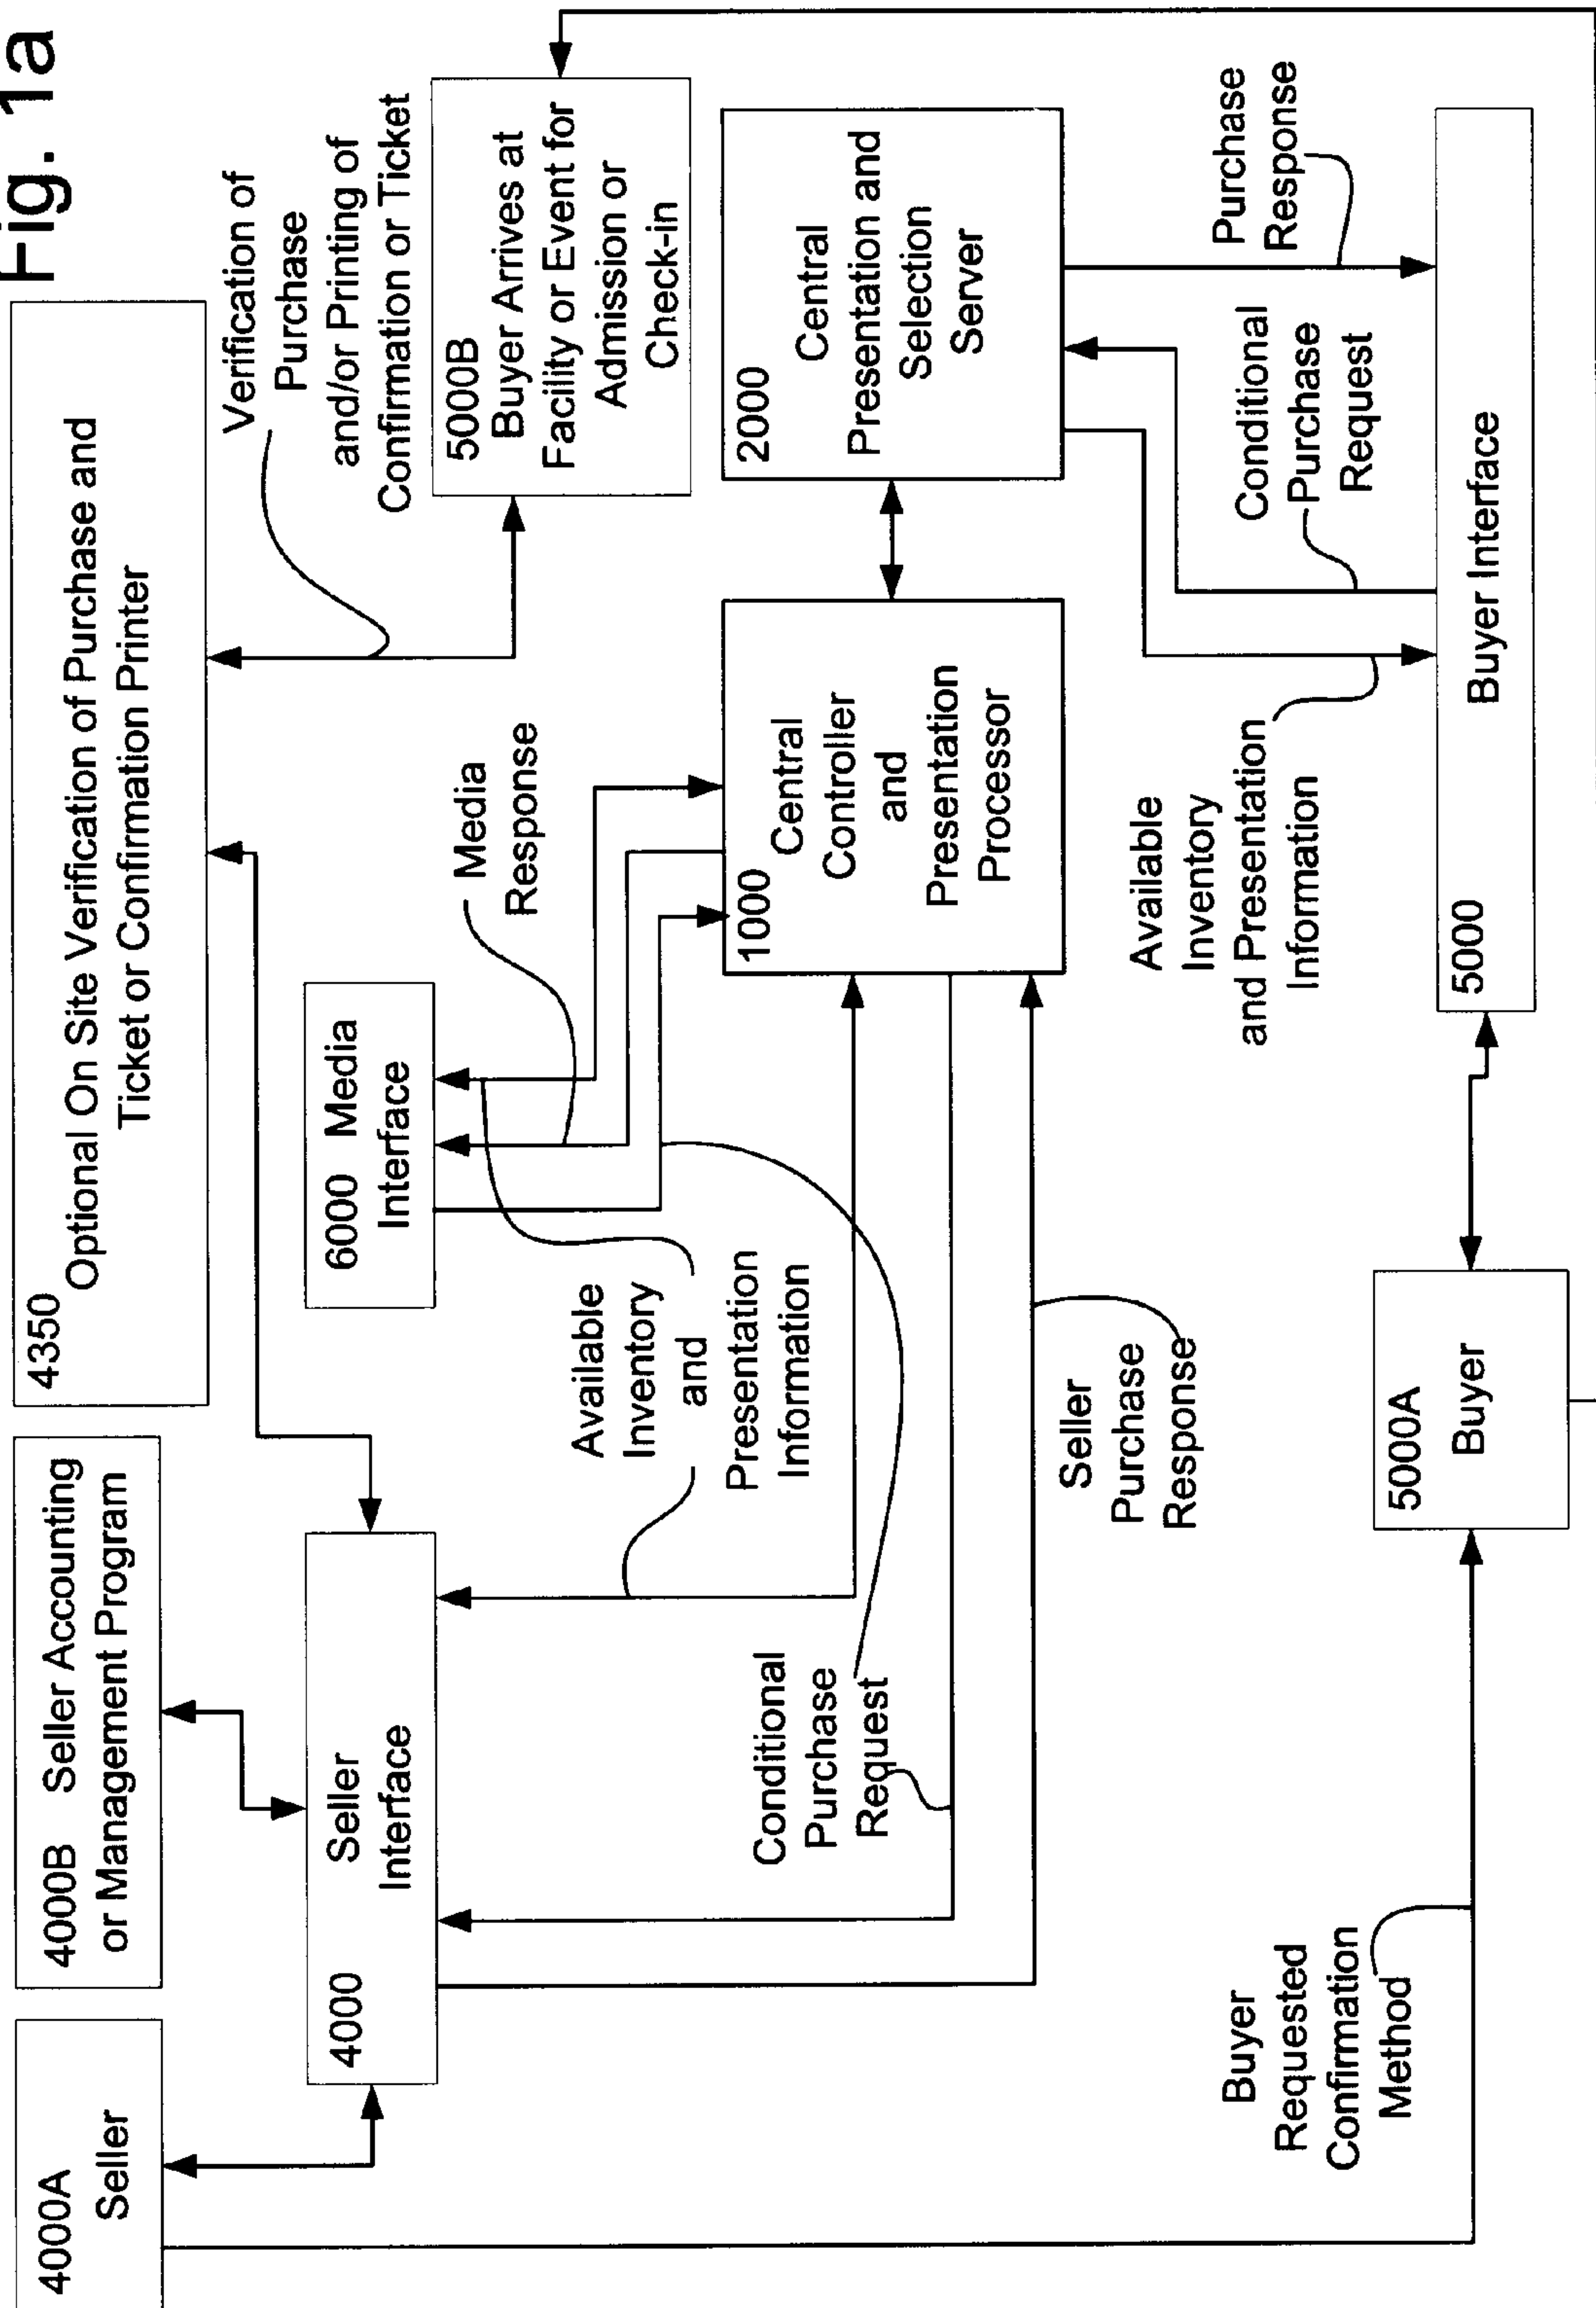 Fig. 1a
4000A
Seller
4000B Seller Accounting
or Management Program
4350
Optional On Site Verification of Purchase and
Ticket or Confirmation Printer
4000
Seller
Interface
6000 Media
Interface
Media
Response
Verification of
Purchase
and/or Printing of
Confirmation or Ticket
5000B
Buyer Arrives at
Facility or Event for
Admission or
Check-in
Available
Inventory
and
Presentation
Information
Conditional
Purchase
Request
Seller
Purchase
Response
1000
Central
Controller
and
Presentation
Processor
2000
Central
Presentation and
Selection
Server
Available
Inventory
and Presentation
Information
Conditional
Purchase
Request
Purchase
Response
Buyer
Requested
Confirmation
Method
5000A
Buyer
5000
Buyer Interface